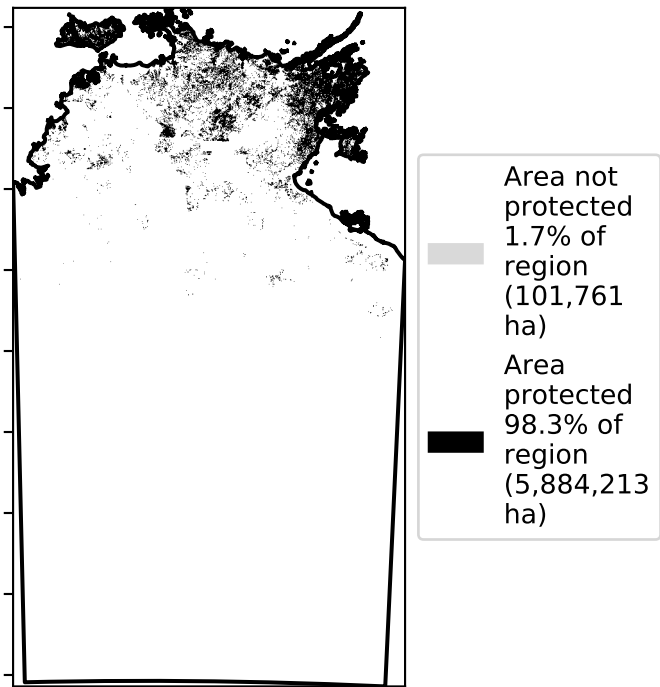 Area not
protected
1.7% of
region
(101,761
ha)
Area
protected
98.3% of
region
(5,884,213
ha)